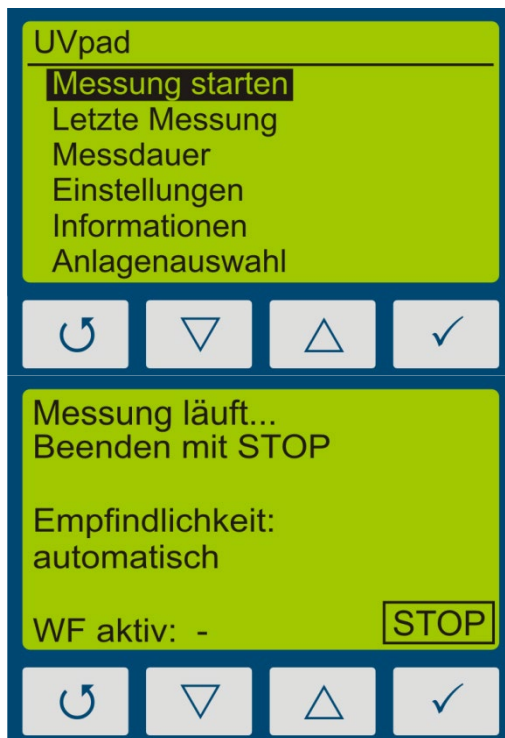 UVpad
Messung starten
Letzte Messung
Messdauer
Einstellungen
Informationen
Anlagenauswahl
Messung läuft...
Beenden mit STOP
Empfindlichkeit:
automatisch
WF aktiv: -
STOP